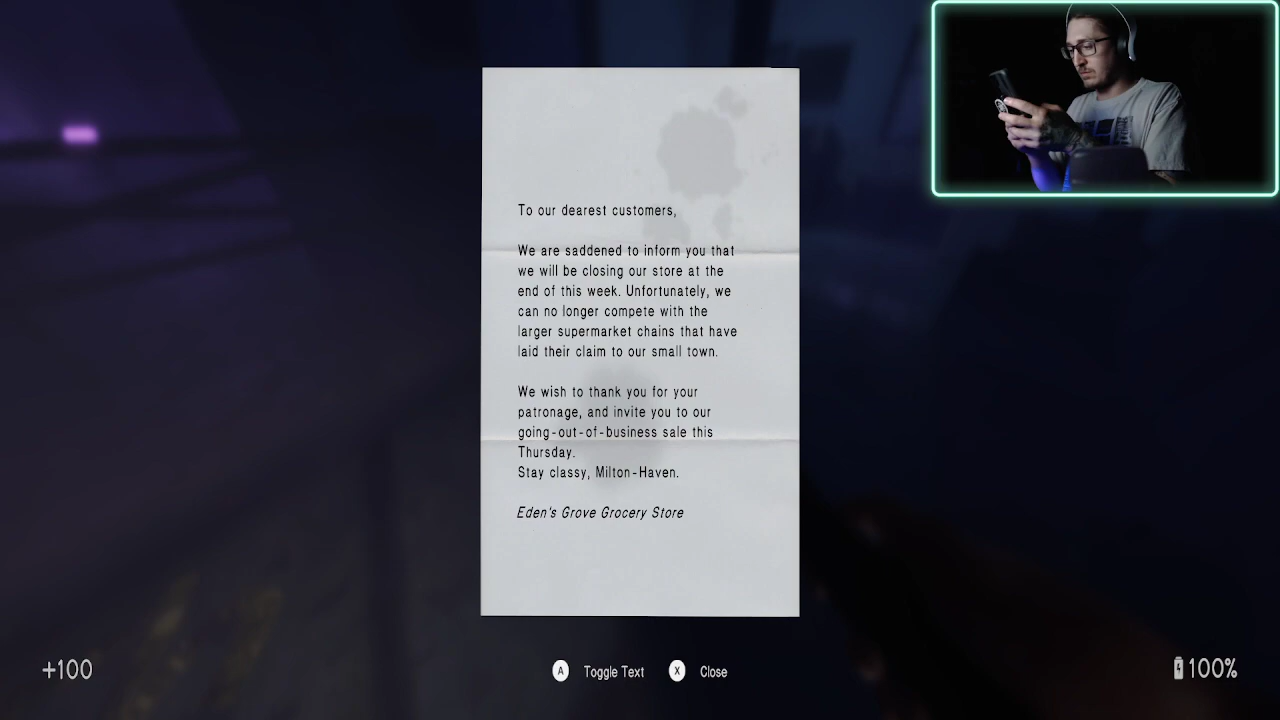 To our dearest customers,
We are saddened to inform you that
we will be closing our store at the
end of this week. Unfortunately, we
can no longer compete with the
larger supermarket chains that have
laid their claim to our small town.
We wish to thank you for your
patronage, and invite you to our
going-out-of-business sale this
Thursday.
Stay classy, Milton-Haven.
Eden's Grove Grocery Store
+100
A Toggle Text X Close
100%